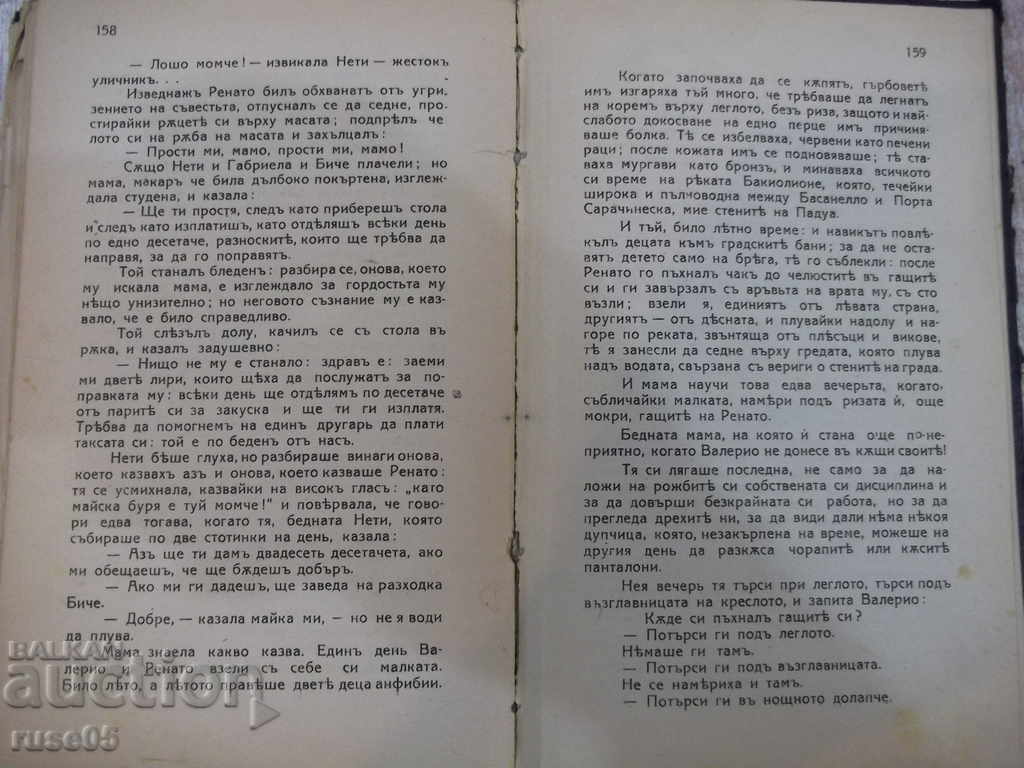 158
— Лошо момче! — извикала Нети — жестокъ
уличникъ. . .
Изведнажъ Ренато билъ обхванатъ отъ угри,
зението на съвестьта, отпусналъ се да седне, про-
стирайки рѫцетѣ си върху масата; подпрѣлъ че
лото си на рѫба на масата и захълцалъ:
— Прости ми, мамо, прости ми, мамо!
Сѫщо Нети и Габриела и Биче плачели; но
мама, макаръ че била дълбоко покъртена, изглеж-
дала студена, и казала:
— Ще ти простя, следъ като приберешъ стола
и следъ като изплатишъ, като отдѣляшъ всѣки день
по едно десетаче, разноскитѣ, които ще трѣбва да
направя, за да го поправятъ.
Той станалъ бледенъ: разбира се, онова, което
му искала мама, е изглеждало за гордостьта му
нѣщо унизително; но неговото съзнание му е каз-
вало, че е било справедливо.
Той слѣзълъ долу, качилъ се съ стола въ
рѫка, и казалъ задушевно:
— Нищо не му е станало: здравъ е: заеми
ми дветѣ лири, които щѣха да послужатъ за по-
правката му: всѣки день ще отдѣлямъ по десетаче
отъ паритѣ си за закуска и ще ти ги изплатя.
Трѣбва да помогнемъ на единъ другарь да плати
таксата си: той е по беденъ отъ насъ.
Нети бѣше глуха, но разбираше винаги онова,
което казвахъ азъ и онова, което казваше Ренато:
тя се усмихнала, казвайки на високъ гласъ: „като
майска буря е туй момче!" и повѣрвала, че гово-
ри едва тогава, когато тя, бедната Нети, която
събираше по две стотинки на день, казала:
— Азъ ще ти дамъ двадесеть десетачета, ако
ми обещаешъ, че ще бѫдешъ добъръ.
— Ако ми ги дадешъ, ще заведа на разходка
Биче.
— Добре, — казала майка ми, — но не я води
да плува.
Мама знаела какво казва. Единъ день Ва-
лерио и Ренато взели съ себе си малката.
Било лѣто, а лѣтото правѣше дветѣ деца анфибии.
159
Когато започваха да се кѫпятъ, гърбоветѣ
имъ изгаряха тъй много, че трѣбваше да легнатъ
на коремъ върху леглото, безъ риза, защото и най-
слабото докосване на едно перце имъ причиня-
ваше болка. Тѣ се избелваха, червени като печени
раци; после кожата имъ се подновяваше; тѣ ста-
ваха мургави като бронзъ, и минаваха всичкото
си време на рѣката Бакиолионе, която, течейки
широка и пълноводна между Басанелло и Порта
Сарачинеска, мие стенитѣ на Падуа.
И тъй, било лѣтно време: и навикътъ повлѣ-
кълъ децата къмъ градскитѣ бани; за да не оста-
вятъ детето само на брѣга, тѣ го съблекли: после
Ренато го пъхналъ чакъ до челюститѣ въ гащитѣ
си и ги завързалъ съ връвьта на врата му, съ сто
възли; взели я, единиятъ отъ лѣвата страна,
другиятъ — отъ дѣсната, и плувайки надолу и на-
горе по реката, звънтяща отъ плѣсъци и викове,
тѣ я занесли да седне върху гредата, която плува
надъ водата, свързана съ вериги о стенитѣ на града.
И мама научи това едва вечерьта, когато,
събличайки малката, намѣри подъ ризата ѝ, още
мокри, гащитѣ на Ренато.
Бедната мама, на която ѝ стана още по-не-
приятно, когато Валерио не донесе въ кѫщи своитѣ!
Тя си лягаше последна, не само за да на-
ложи на рожбитѣ си собствената си дисциплина и
за да довърши безкрайната си работа, но за да
прегледа дрехитѣ ни, за да види дали нѣма нѣкоя
дупчица, която, незакърпена на време, можеше на
другия день да разкѫса чорапитѣ или кѫситѣ
панталони.
Нея вечерь тя търси при леглото, търси подъ
възглавницата на креслото, и запита Валерио:
Кѫде си пъхналъ гащитѣ си?
— Потърси ги подъ леглото.
Нѣмаше ги тамъ.
— Потърси ги подъ възглавницата.
Не се намѣриха и тамъ.
— Потърси ги въ нощното долапче.
БАЛКАН
auction
ruse05